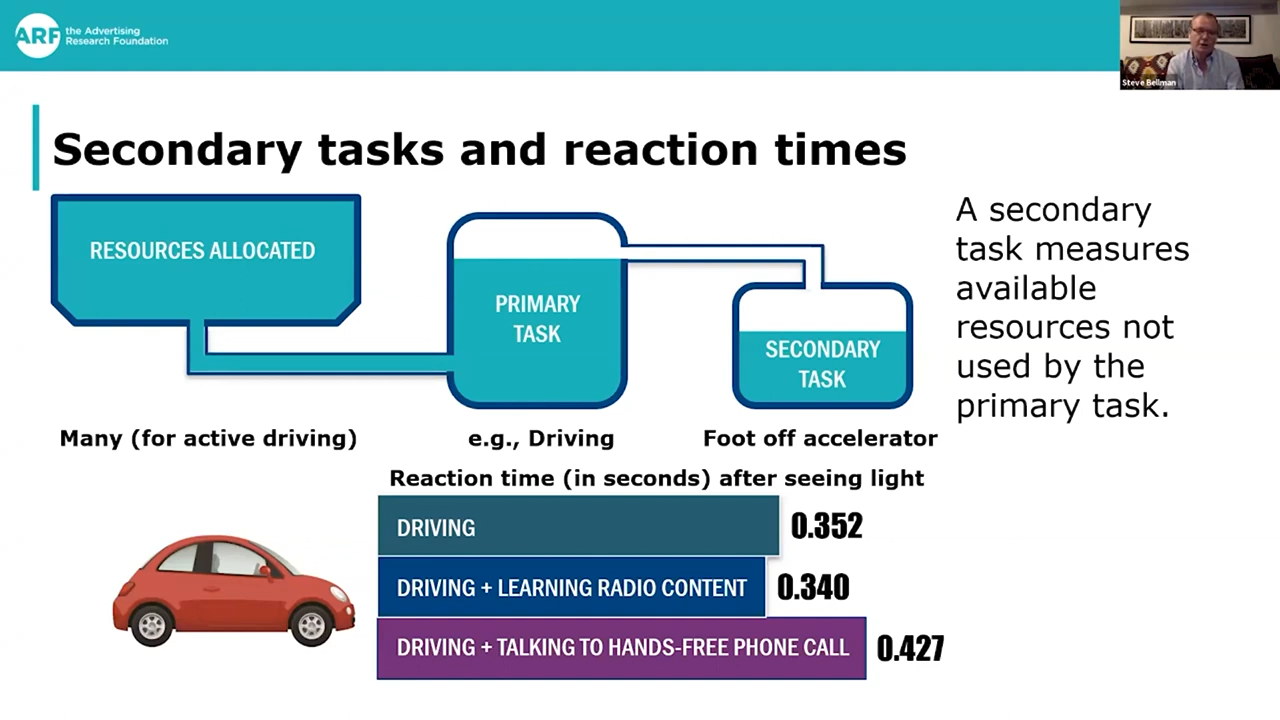 ARF the Advertising
Research Foundation
Steve Bellman
Secondary tasks and reaction times
RESOURCES ALLOCATED
PRIMARY
TASK
SECONDARY
TASK
A secondary
task measures
available
resources not
used by the
primary task.
Many (for active driving)
e.g., Driving
Foot off accelerator
Reaction time (in seconds) after seeing light
DRIVING 0.352
DRIVING + LEARNING RADIO CONTENT 0.340
DRIVING + TALKING TO HANDS-FREE PHONE CALL 0.427